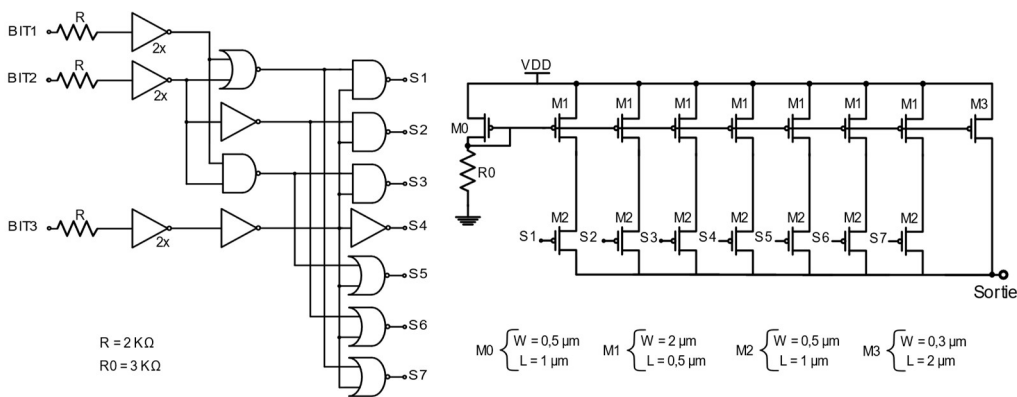 R
BIT1
2x
R
BIT2
2x
S1
S2
S3
R
BIT3
2x
S4
S5
S6
S7
R = 2 KΩ
R0 = 3 KΩ
VDD
M0
M1
M1
M1
M1
M1
M1
M1
M3
R0
M2
M2
M2
M2
M2
M2
M2
S1
S2
S3
S4
S5
S6
S7
Sortie
M0 { W = 0,5 µm
L = 1 µm
M1 { W = 2 µm
L = 0,5 µm
M2 { W = 0,5 µm
L = 1 µm
M3 { W = 0,3 µm
L = 2 µm